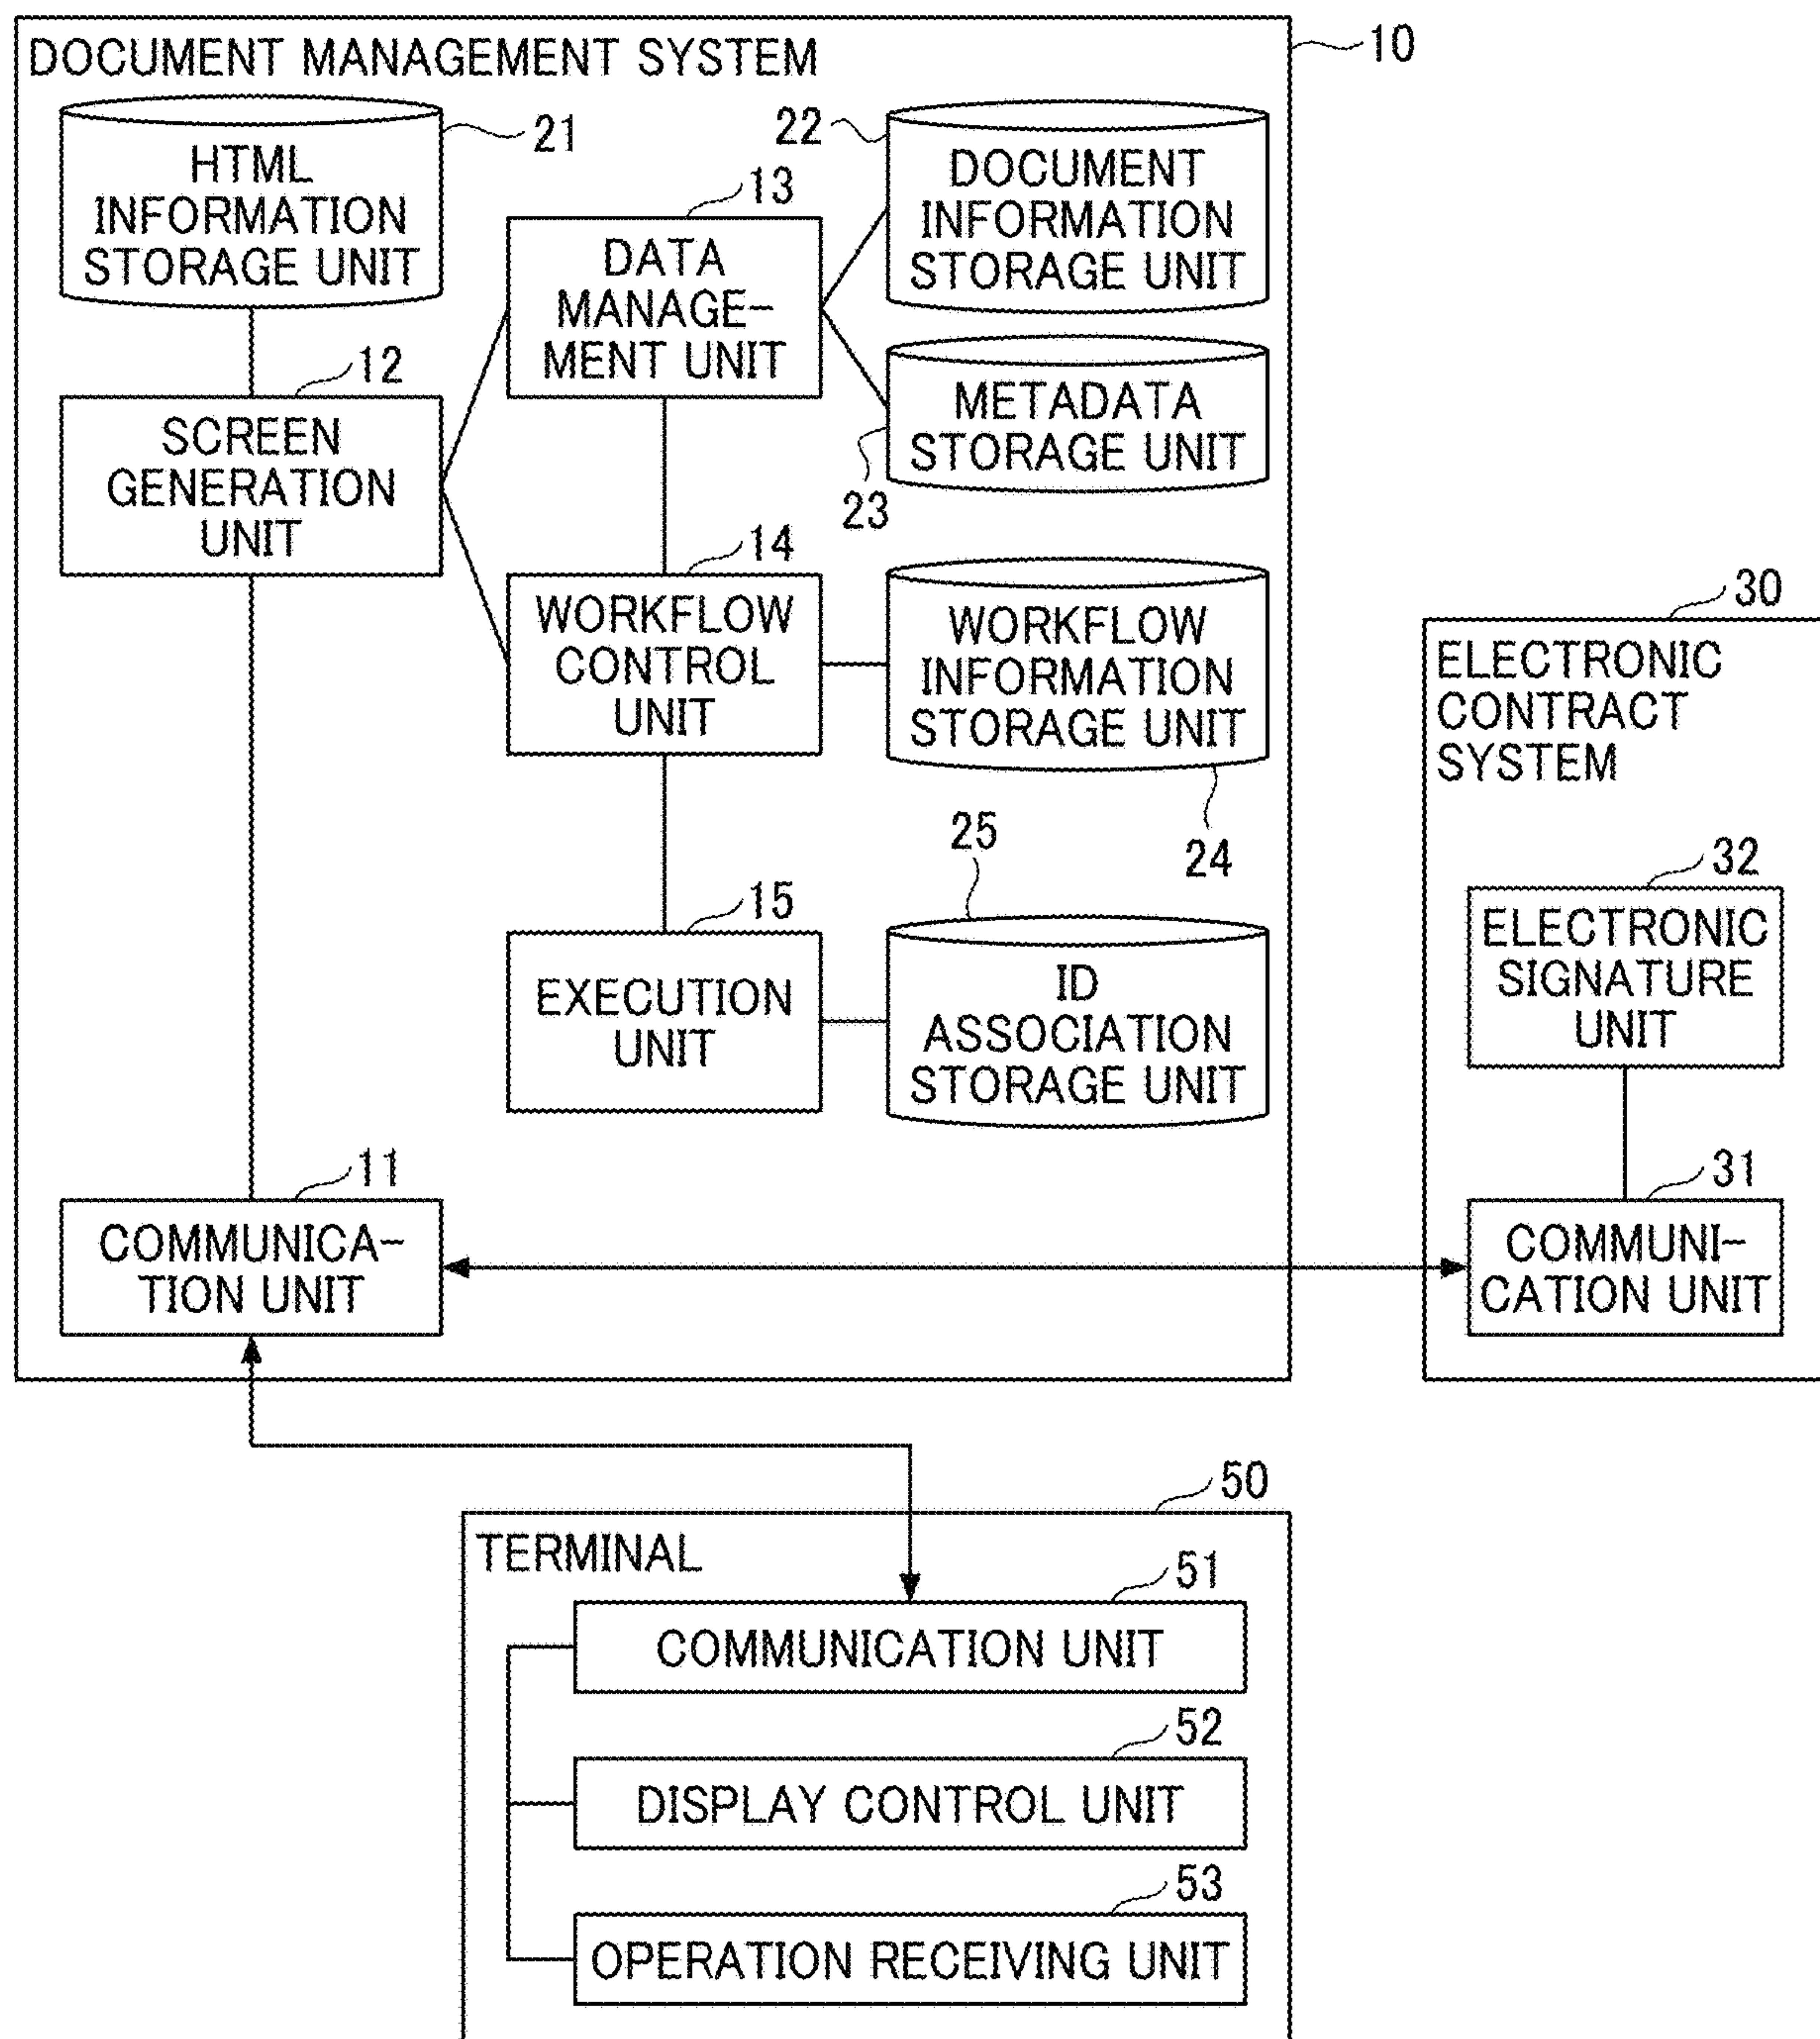 DOCUMENT MANAGEMENT SYSTEM
10
21
HTML
INFORMATION
STORAGE UNIT
22
DOCUMENT
INFORMATION
STORAGE UNIT
13
DATA
MANAGE-
MENT UNIT
12
SCREEN
GENERATION
UNIT
METADATA
STORAGE UNIT
23
14
WORKFLOW
CONTROL
UNIT
WORKFLOW
INFORMATION
STORAGE UNIT
24
15
EXECUTION
UNIT
25
ID
ASSOCIATION
STORAGE UNIT
11
COMMUNICA-
TION UNIT
30
ELECTRONIC
CONTRACT
SYSTEM
32
ELECTRONIC
SIGNATURE
UNIT
31
COMMUNI-
CATION UNIT
50
TERMINAL
51
COMMUNICATION UNIT
52
DISPLAY CONTROL UNIT
53
OPERATION RECEIVING UNIT